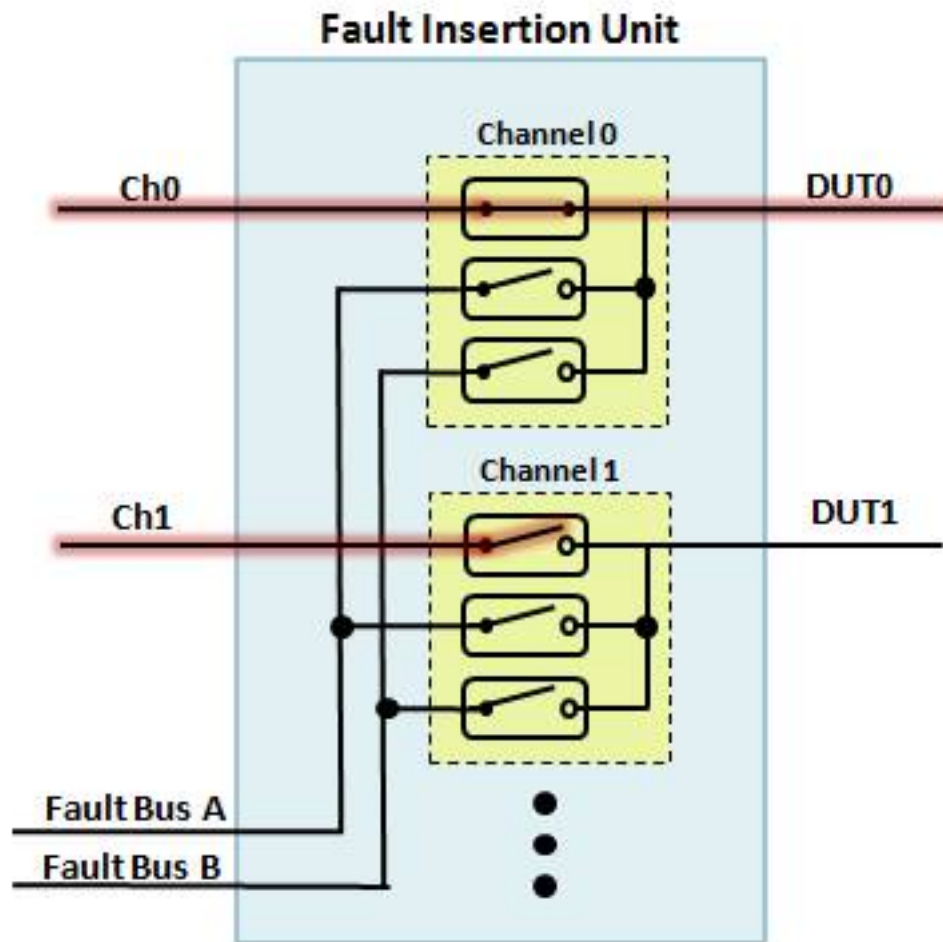 Fault Insertion Unit
Channel 0
Ch0
DUT0
Channel 1
Ch1
DUT1
Fault Bus A
Fault Bus B